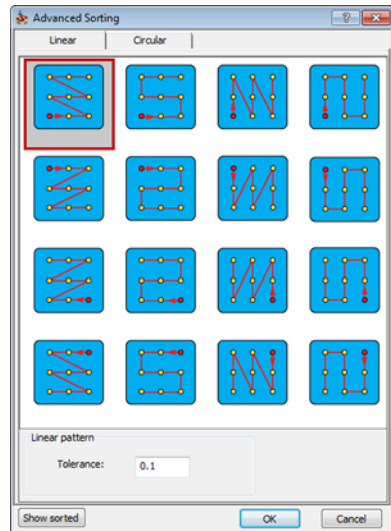 Advanced Sorting
Linear
Circular
Linear pattern
Tolerance:
0.1
Show sorted
OK
Cancel